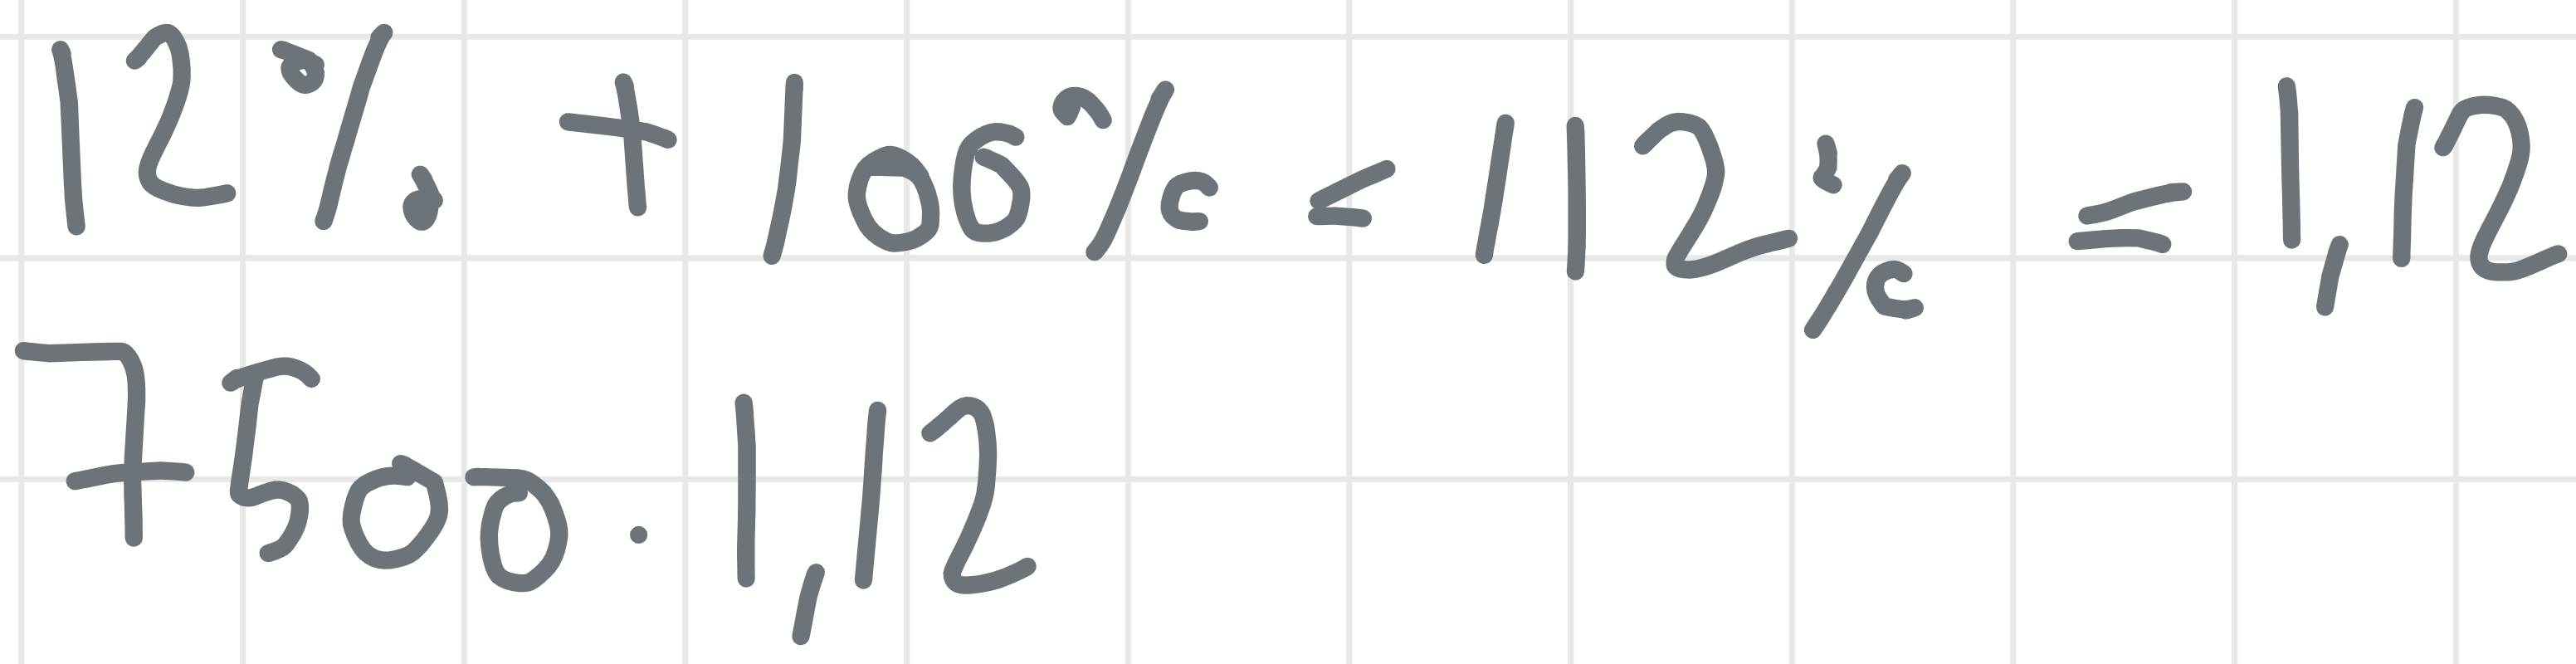 12% + 100% = 112% = 1,12
7500 · 1,12